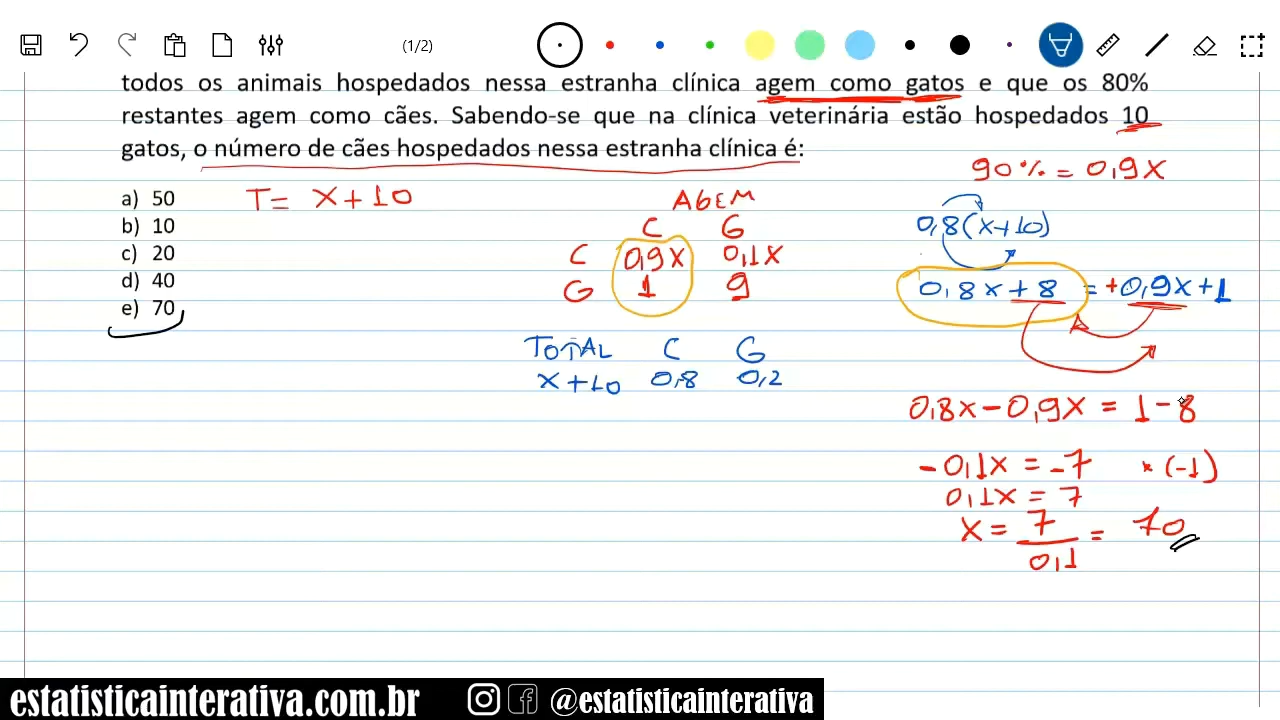 (1/2)
todos os animais hospedados nessa estranha clínica agem como gatos e que os 80%
restantes agem como cães. Sabendo-se que na clínica veterinária estão hospedados 10
gatos, o número de cães hospedados nessa estranha clínica é:
a) 50
b) 10
c) 20
d) 40
e) 70
T= X+10
AGEM
C G
C 0,9X 0,1X
G 1 9
TOTAL C G
X+10 0,8 0,2
90% = 0,9X
0,8(X+10)
0,8X+8 = +0,9X+1
0,8X-0,9X = 1-8
-0,1X = -7 *(-1)
0,1X = 7
X = 7/0,1 = 70
estatisticainterativa.com.br @estatisticainterativa